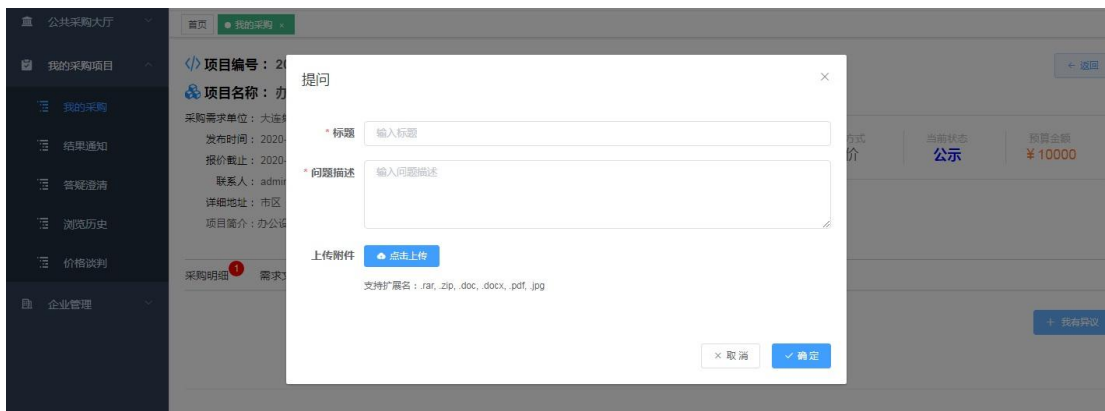 公共采购大厅
首页
我的采购 ×
我的采购项目
项目编号： 20
← 返回
提问
×
项目名称： 办
我的采购
采购需求单位： 大连
* 标题
输入标题
发布时间： 2020-
方式
当前状态
预算金额
结果通知
价
公示
¥ 10000
报价截止： 2020-
* 问题描述
输入问题描述
联系人： admin
答疑澄清
详细地址： 市区
浏览历史
项目简介：办公设
上传附件
点击上传
价格谈判
采购明细 1
需求文
支持扩展名：.rar, .zip, .doc, .docx, .pdf, .jpg
企业管理
+ 我有异议
× 取消
✓ 确定